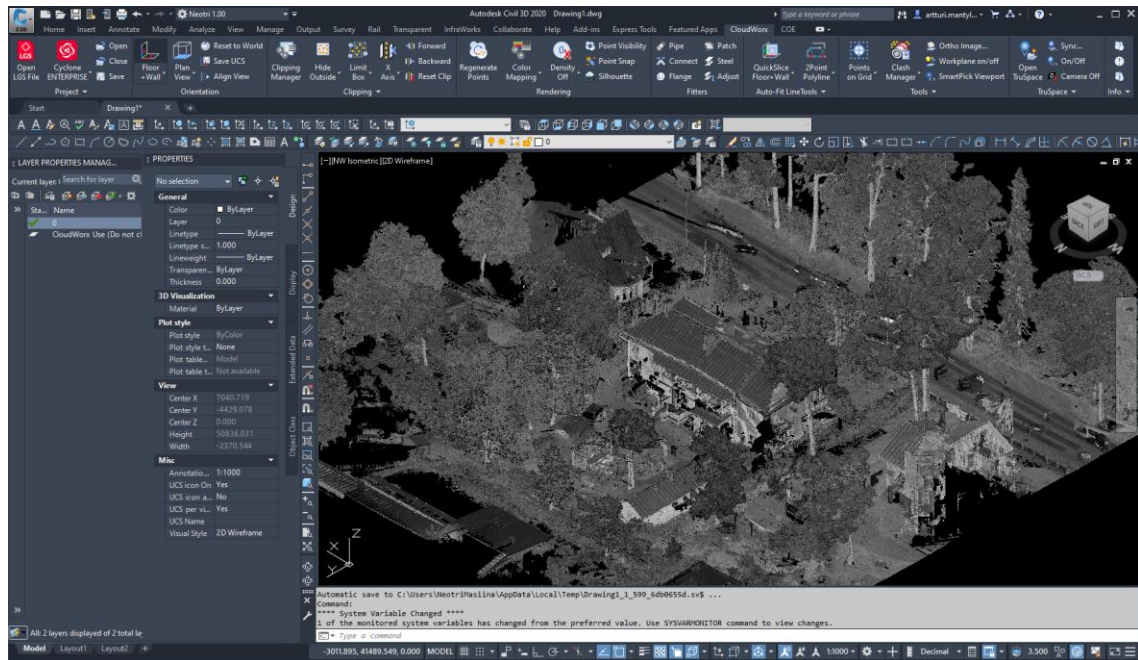 Neotri 1.00
Autodesk Civil 3D 2020 Drawing1.dwg
Type a keyword or phrase
artturi.mantyl...
Home Insert Annotate Modify Analyze View Manage Output Survey Rail Transparent InfraWorks Collaborate Help Add-ins Express Tools Featured Apps CloudWorx COE
Open LGS File
Cyclone ENTERPRISE
Open
Close
Save
Floor +Wall
Plan View
Reset to World
Save UCS
Align View
Clipping Manager
Hide Outside
Limit Box
X Axis
Forward
Backward
Reset Clip
Regenerate Points
Color Mapping
Density Off
Point Visibility
Point Snap
Silhouette
Pipe
Connect
Flange
Patch
Steel
Adjust
QuickSlice Floor+Wall
2Point Polyline
Points on Grid
Clash Manager
Ortho Image...
Workplane on/off
SmartPick Viewport
Open TruSpace
Sync...
On/Off
Camera Off
Project Orientation Clipping Rendering Fitters Auto-Fit LineTools Tools TruSpace Info
Start Drawing1*
LAYER PROPERTIES MANAG...
Current layer:
Search for layer
Sta... Name
0
CloudWorx Use (Do not cl
All: 2 layers displayed of 2 total la
PROPERTIES
No selection
General
Color ByLayer
Layer 0
Linetype ByLayer
Linetype s... 1.000
Lineweight ByLayer
Transparen... ByLayer
Thickness 0.000
3D Visualization
Material ByLayer
Plot style
Plot style ByColor
Plot style t... None
Plot table... Model
Plot table t... Not available
View
Center X 7040.719
Center Y -4429.078
Center Z 0.000
Height 50836.031
Width -2370.544
Misc
Annotatio... 1:1000
UCS icon On Yes
UCS icon a... No
UCS per vi... Yes
UCS Name
Visual Style 2D Wireframe
Design
Display
Extended Data
Object Class
0
[-][NW Isometric][2D Wireframe]
BACK LEFT
N
WCS
X
Y
Z
Automatic save to C:\Users\NeotriMasiina\AppData\Local\Temp\Drawing1_1_599_6db0655d.sv$ ...
Command:
**** System Variable Changed ****
1 of the monitored system variables has changed from the preferred value. Use SYSVARMONITOR command to view changes.
Type a command
Model Layout1 Layout2 +
-3011.895, 41489.549, 0.000 MODEL
1:1000
Decimal
3.500